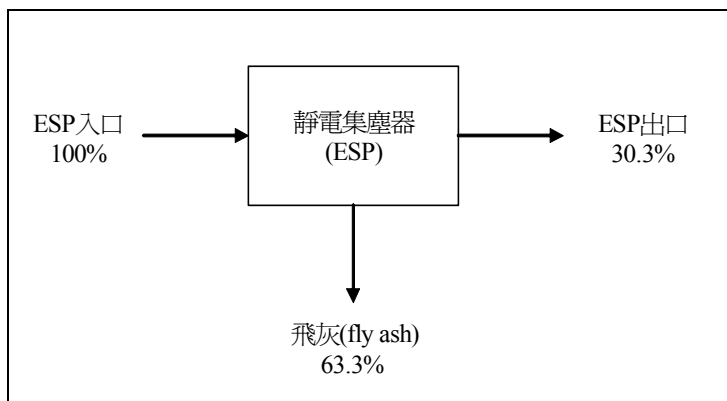 ESP入口
100%
靜電集塵器
(ESP)
ESP出口
30.3%
飛灰(fly ash)
63.3%